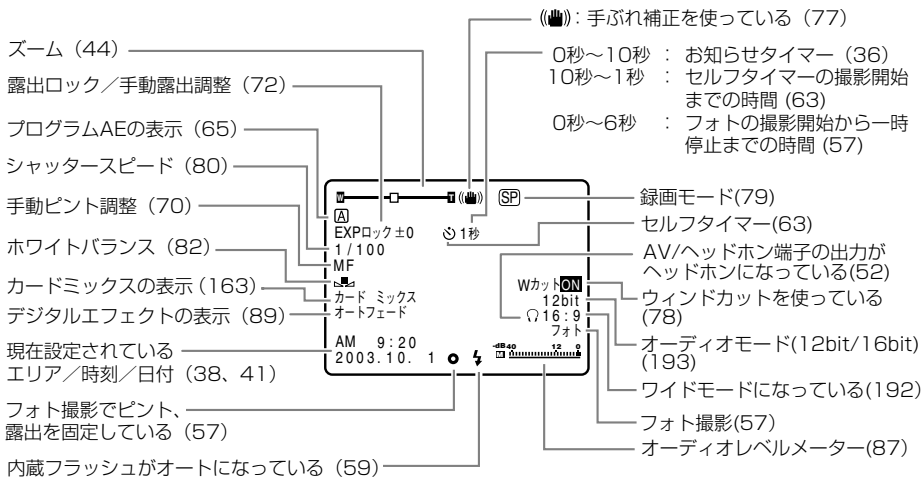 ((🖐)):手ぶれ補正を使っている（77）
ズーム（44）
0秒～10秒 ： お知らせタイマー（36）
露出ロック／手動露出調整（72）
10秒～1秒 ： セルフタイマーの撮影開始
までの時間 (63)
プログラムAEの表示（65）
0秒～6秒 ： フォトの撮影開始から一時
停止までの時間 (57)
シャッタースピード（80）
手動ピント調整（70）
ホワイトバランス（82）
カードミックスの表示（163）
デジタルエフェクトの表示（89）
現在設定されている
エリア／時刻／日付（38、41）
フォト撮影でピント、
露出を固定している（57）
内蔵フラッシュがオートになっている（59）
W T SP
A
EXPロック±0 1秒
1/100
MF
カード ミックス
オートフェード
AM 9:20
2003.10. 1
WカットON
12bit
16:9
フォト
-dB 40 12 0
録画モード(79)
セルフタイマー(63)
AV/ヘッドホン端子の出力が
ヘッドホンになっている(52)
ウィンドカットを使っている
(78)
オーディオモード(12bit/16bit)
(193)
ワイドモードになっている(192)
フォト撮影(57)
オーディオレベルメーター(87)